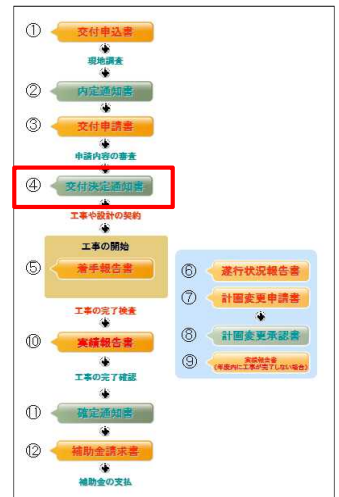 ① 交付申込書
現地調査
② 内定通知書
③ 交付申請書
申請内容の審査
④ 交付決定通知書
工事や設計の契約
工事の開始
⑤ 着手報告書
工事の完了検査
⑩ 実績報告書
工事の完了確認
⑪ 確定通知書
⑫ 補助金請求書
補助金の支払
⑥ 遂行状況報告書
⑦ 計画変更申請書
⑧ 計画変更承認書
⑨ 実績報告書
(年度内に工事が完了しない場合)